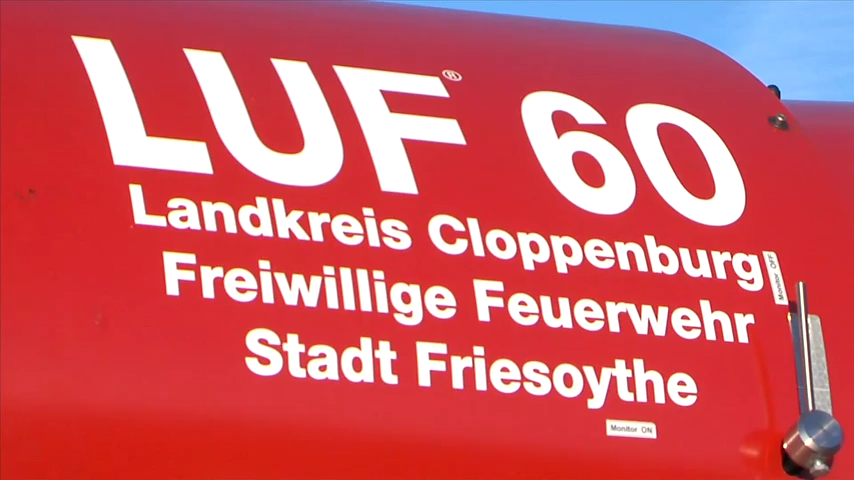 LUF® 60
Landkreis Cloppenburg
Freiwillige Feuerwehr
Stadt Friesoythe
Monitor OFF
Monitor ON